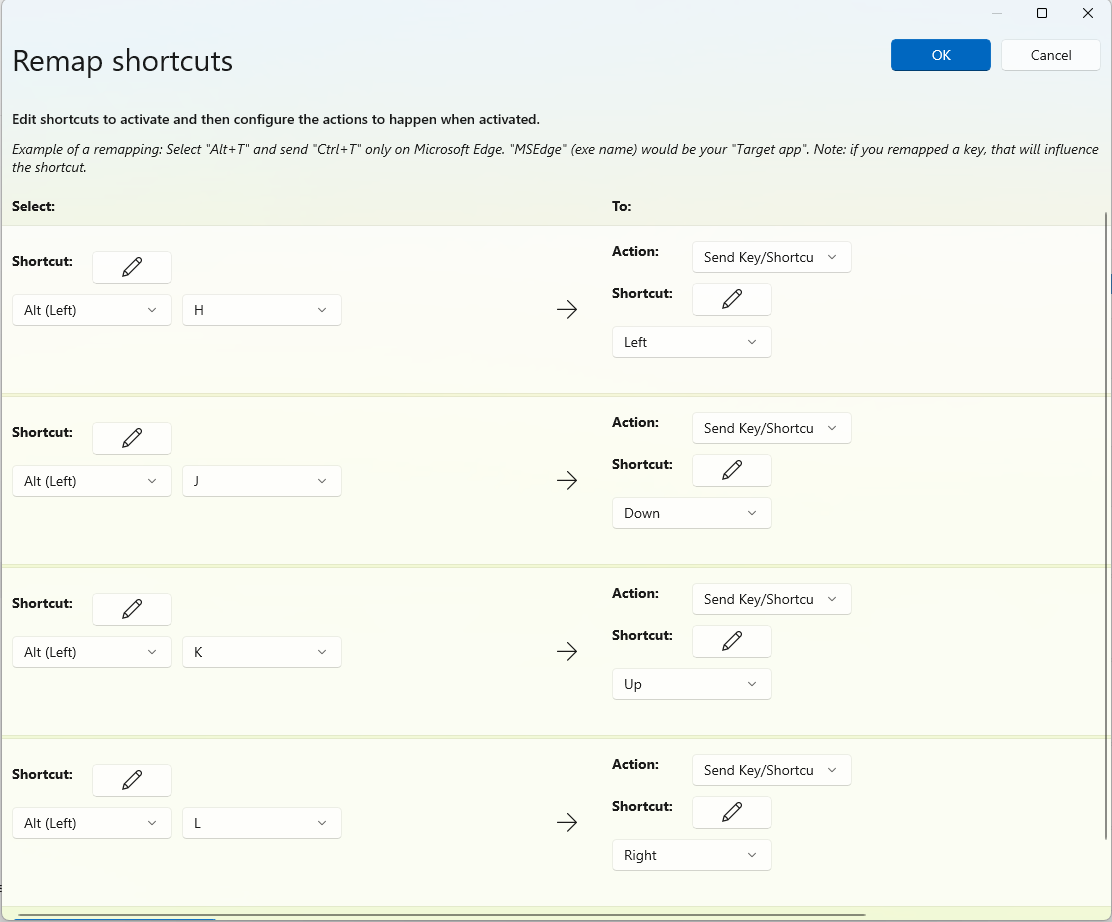 Remap shortcuts
OK
Cancel
Edit shortcuts to activate and then configure the actions to happen when activated.
Example of a remapping: Select "Alt+T" and send "Ctrl+T" only on Microsoft Edge. "MSEdge" (exe name) would be your "Target app". Note: if you remapped a key, that will influence
the shortcut.
Select:
To:
Shortcut:
Alt (Left)
H
Action:
Send Key/Shortcu
Shortcut:
Left
Shortcut:
Alt (Left)
J
Action:
Send Key/Shortcu
Shortcut:
Down
Shortcut:
Alt (Left)
K
Action:
Send Key/Shortcu
Shortcut:
Up
Shortcut:
Alt (Left)
L
Action:
Send Key/Shortcu
Shortcut:
Right